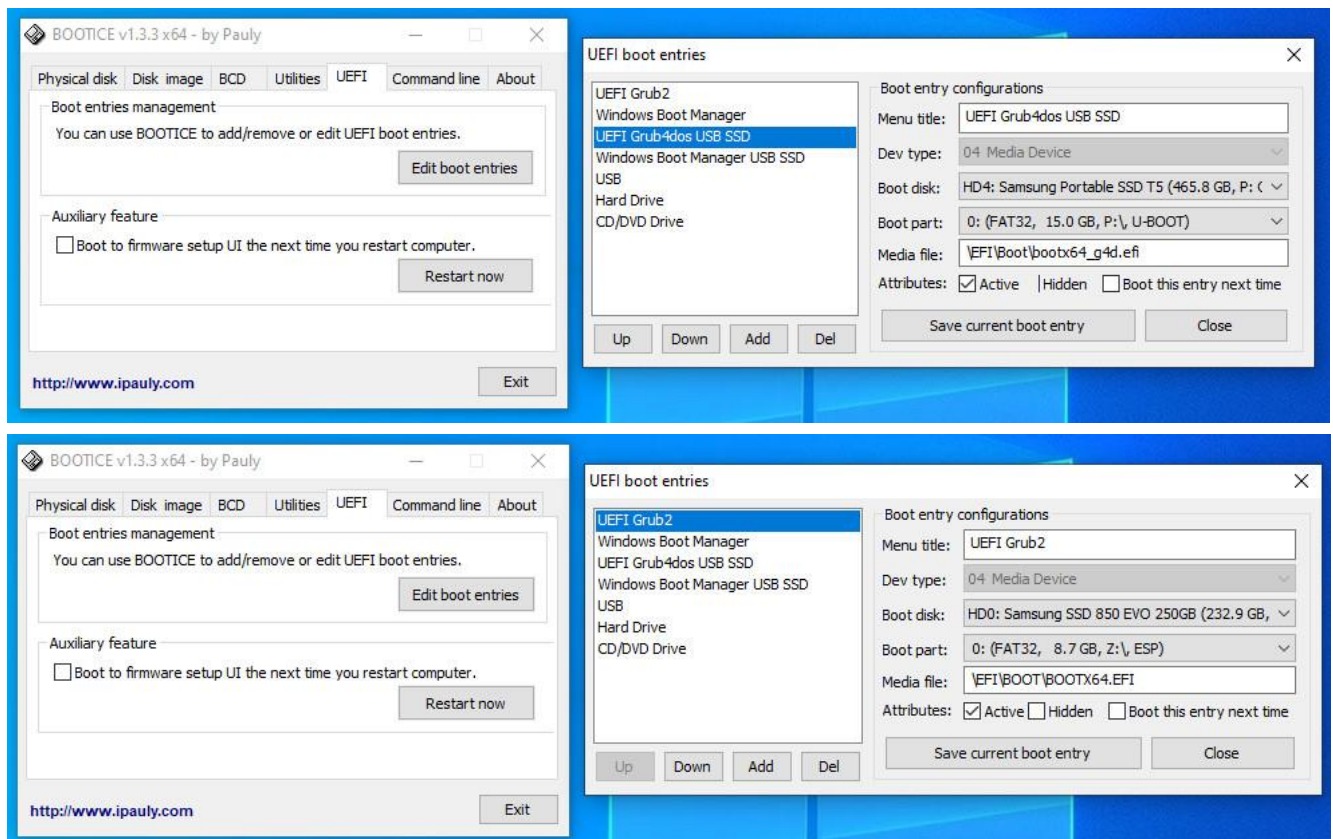 BOOTICE v1.3.3 x64 - by Pauly
Physical disk Disk image BCD Utilities UEFI Command line About
Boot entries management
You can use BOOTICE to add/remove or edit UEFI boot entries.
Edit boot entries
Auxiliary feature
Boot to firmware setup UI the next time you restart computer.
Restart now
http://www.ipauly.com
Exit
UEFI boot entries
UEFI Grub2
Windows Boot Manager
UEFI Grub4dos USB SSD
Windows Boot Manager USB SSD
USB
Hard Drive
CD/DVD Drive
Up Down Add Del
Boot entry configurations
Menu title: UEFI Grub4dos USB SSD
Dev type: 04 Media Device
Boot disk: HD4: Samsung Portable SSD T5 (465.8 GB, P: (
Boot part: 0: (FAT32, 15.0 GB, P:\, U-BOOT)
Media file: \EFI\Boot\bootx64_g4d.efi
Attributes: Active Hidden Boot this entry next time
Save current boot entry Close
BOOTICE v1.3.3 x64 - by Pauly
Physical disk Disk image BCD Utilities UEFI Command line About
Boot entries management
You can use BOOTICE to add/remove or edit UEFI boot entries.
Edit boot entries
Auxiliary feature
Boot to firmware setup UI the next time you restart computer.
Restart now
http://www.ipauly.com
Exit
UEFI boot entries
UEFI Grub2
Windows Boot Manager
UEFI Grub4dos USB SSD
Windows Boot Manager USB SSD
USB
Hard Drive
CD/DVD Drive
Up Down Add Del
Boot entry configurations
Menu title: UEFI Grub2
Dev type: 04 Media Device
Boot disk: HD0: Samsung SSD 850 EVO 250GB (232.9 GB,
Boot part: 0: (FAT32, 8.7 GB, Z:\, ESP)
Media file: \EFI\BOOT\BOOTX64.EFI
Attributes: Active Hidden Boot this entry next time
Save current boot entry Close